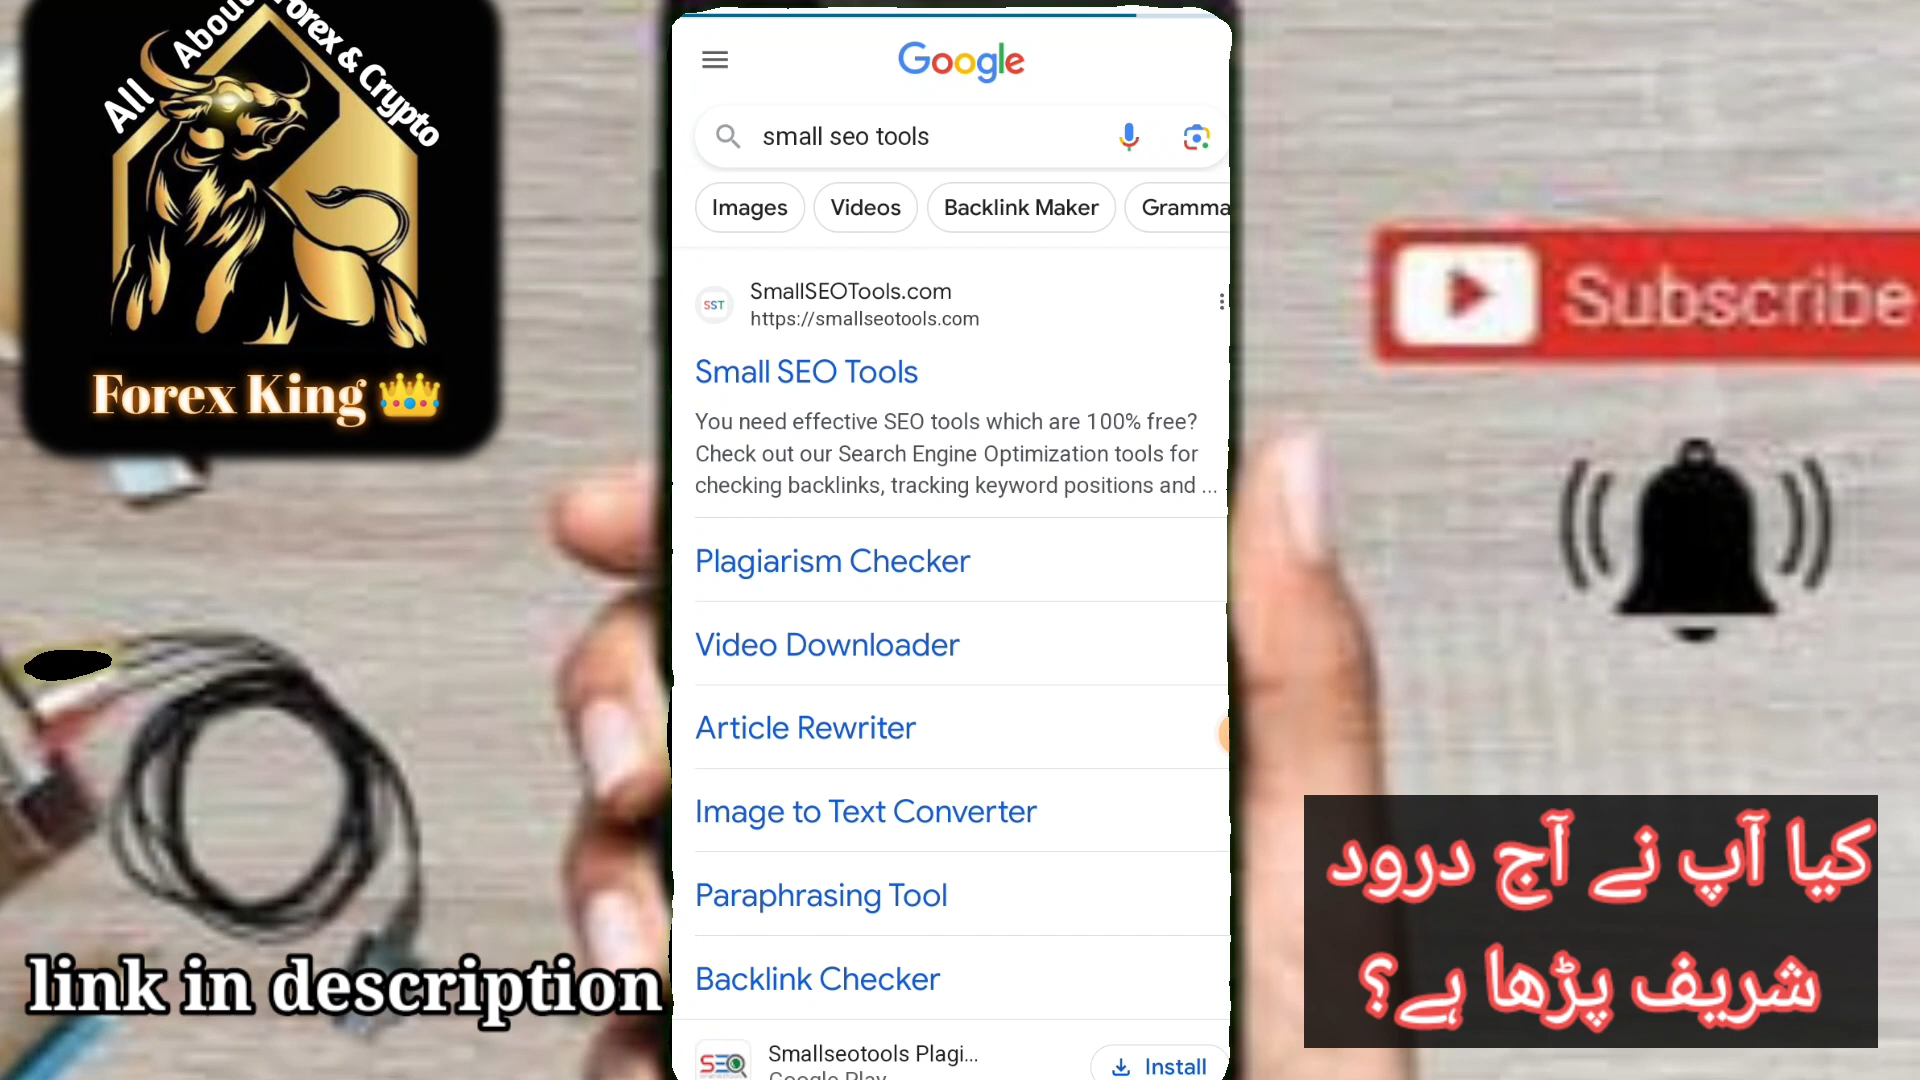 All About Forex & Crypto
Forex King
Google
small seo tools
Images
Videos
Backlink Maker
Gramma
SST
SmallSEOTools.com
https://smallseotools.com
Small SEO Tools
You need effective SEO tools which are 100% free?
Check out our Search Engine Optimization tools for
checking backlinks, tracking keyword positions and ...
Plagiarism Checker
Video Downloader
Article Rewriter
Image to Text Converter
Paraphrasing Tool
Backlink Checker
SEO
Smallseotools Plagi...
Google Play
Install
Subscribe
کیا آپ نے آج درود
شریف پڑھا ہے؟
link in description